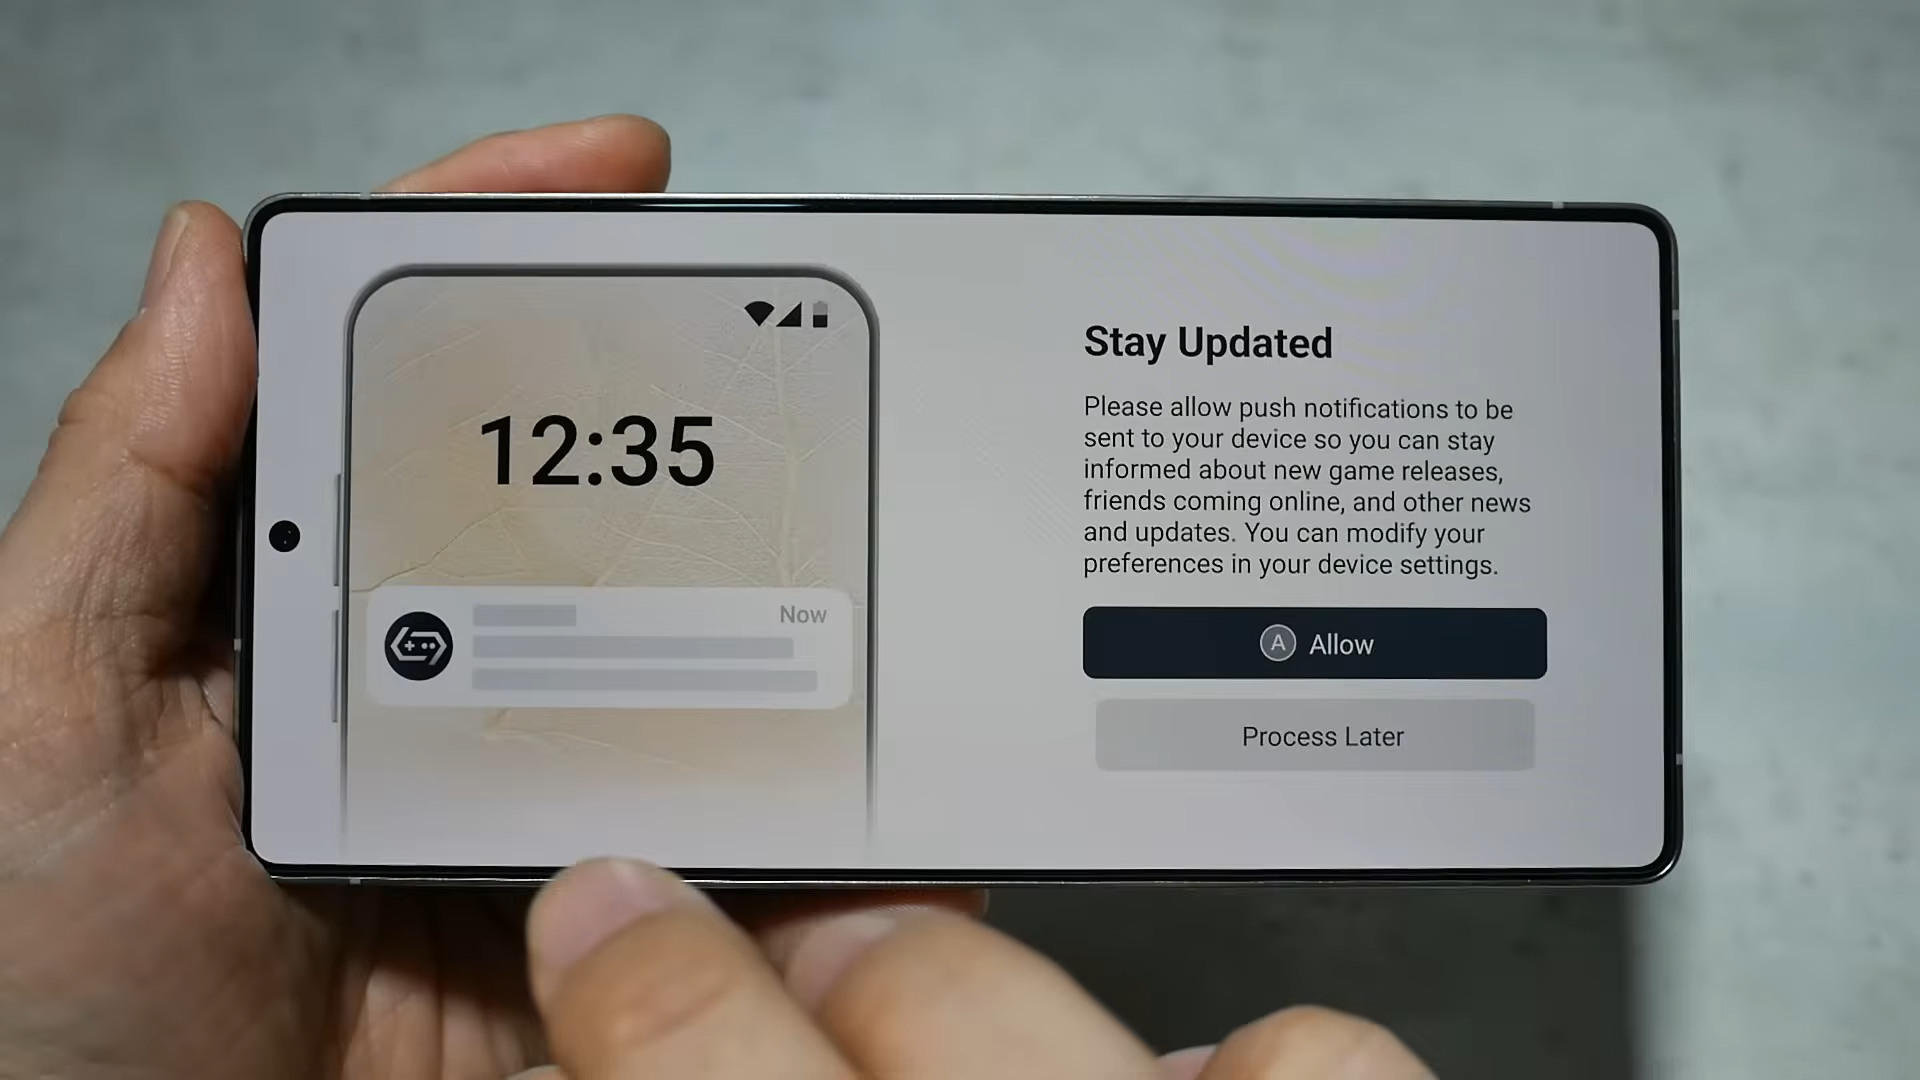 12:35
Now
Stay Updated
Please allow push notifications to be
sent to your device so you can stay
informed about new game releases,
friends coming online, and other news
and updates. You can modify your
preferences in your device settings.
A Allow
Process Later